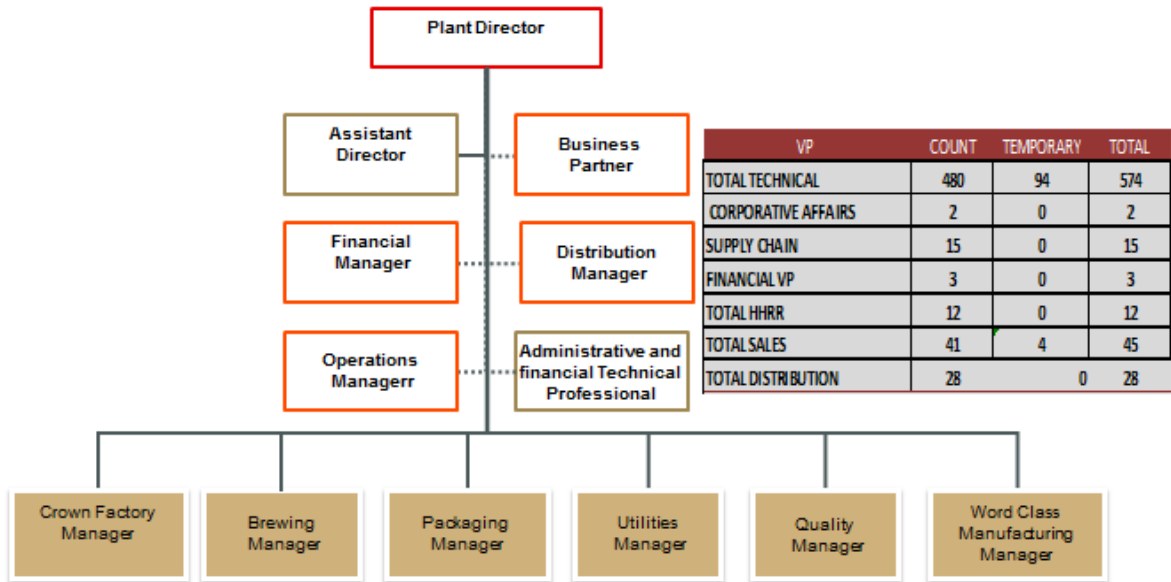 Plant Director
Assistant
Director
Business
Partner
Financial
Manager
Distribution
Manager
Operations
Managerr
Administrative and
financial Technical
Professional
VP COUNT TEMPORARY TOTAL
TOTAL TECHNICAL 480 94 574
CORPORATIVE AFFAIRS 2 0 2
SUPPLY CHAIN 15 0 15
FINANCIAL VP 3 0 3
TOTAL HHRR 12 0 12
TOTAL SALES 41 4 45
TOTAL DISTRIBUTION 28 0 28
Crown Factory
Manager
Brewing
Manager
Packaging
Manager
Utilities
Manager
Quality
Manager
Word Class
Manufacturing
Manager